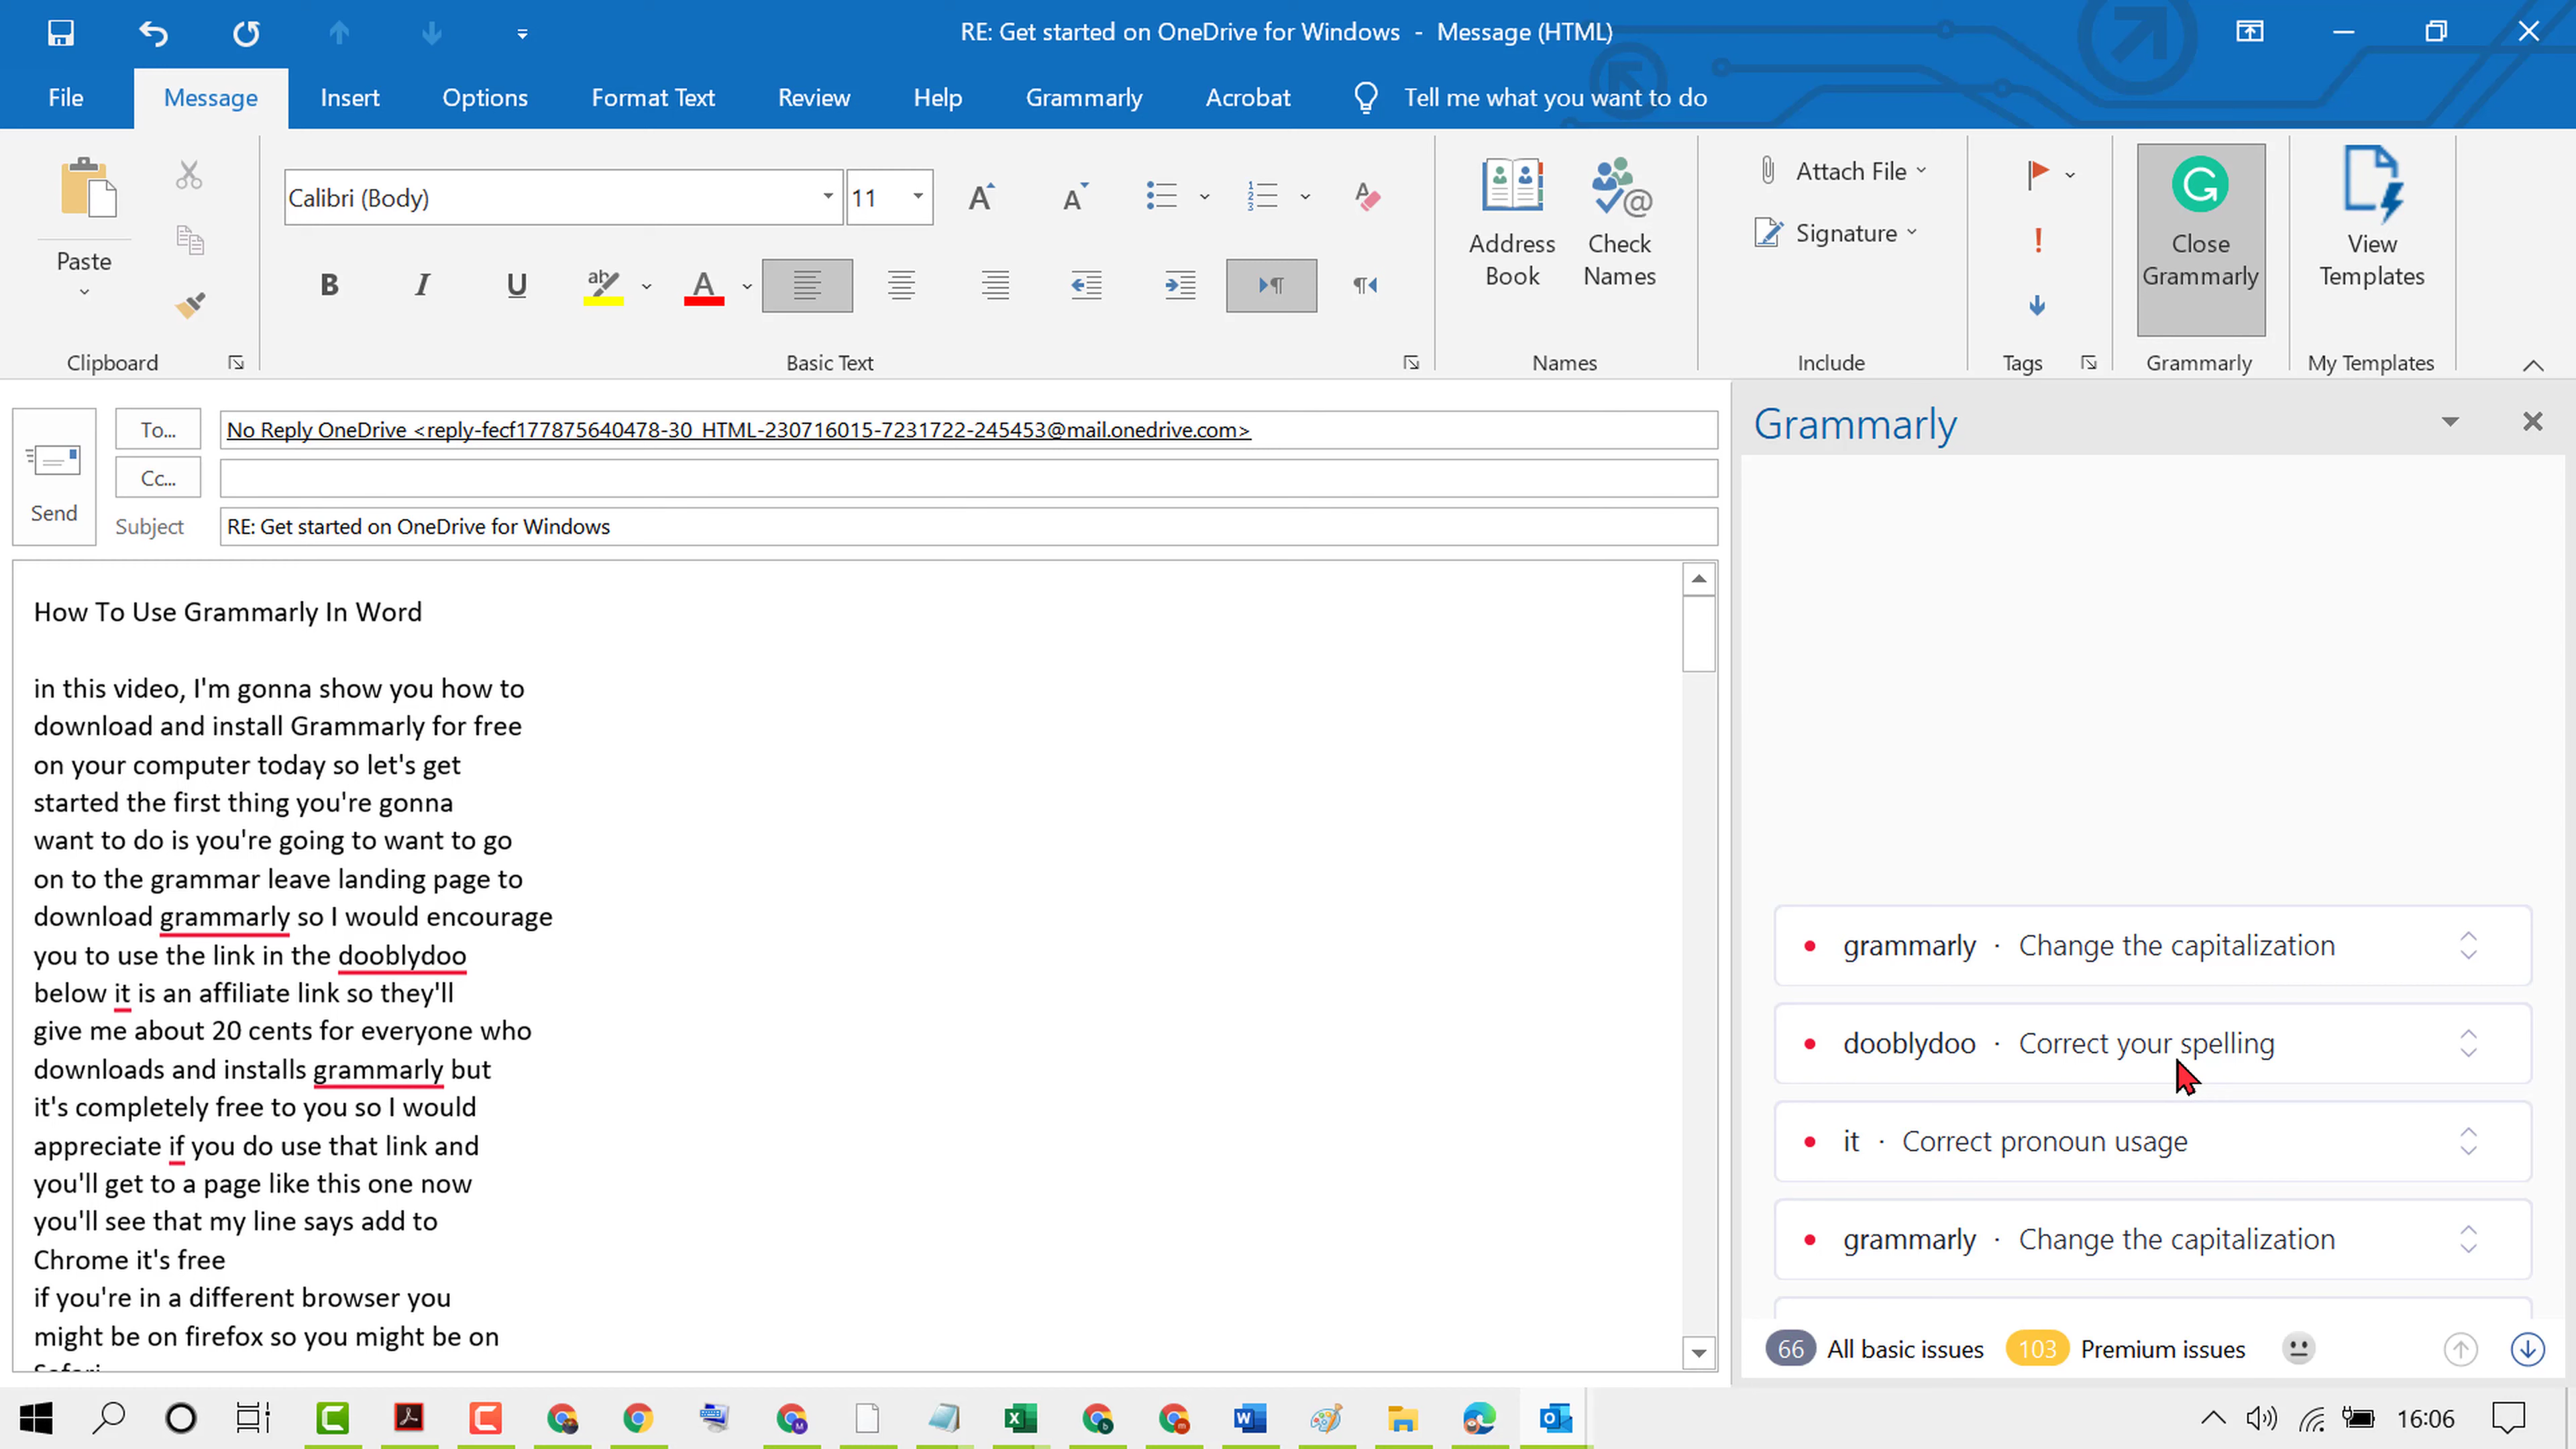 RE: Get started on OneDrive for Windows - Message (HTML)
File Message Insert Options Format Text Review Help Grammarly Acrobat Tell me what you want to do
Paste
Clipboard
Calibri (Body) 11
B I U
Basic Text
Address Book
Check Names
Names
Attach File
Signature
Include
Tags
Close Grammarly
Grammarly
View Templates
My Templates
Send
To... No Reply OneDrive <reply-fecf177875640478-30_HTML-230716015-7231722-245453@mail.onedrive.com>
Cc...
Subject RE: Get started on OneDrive for Windows
How To Use Grammarly In Word
in this video, I'm gonna show you how to
download and install Grammarly for free
on your computer today so let's get
started the first thing you're gonna
want to do is you're going to want to go
on to the grammar leave landing page to
download grammarly so I would encourage
you to use the link in the dooblydoo
below it is an affiliate link so they'll
give me about 20 cents for everyone who
downloads and installs grammarly but
it's completely free to you so I would
appreciate if you do use that link and
you'll get to a page like this one now
you'll see that my line says add to
Chrome it's free
if you're in a different browser you
might be on firefox so you might be on
Safari
Grammarly
grammarly · Change the capitalization
dooblydoo · Correct your spelling
it · Correct pronoun usage
grammarly · Change the capitalization
66 All basic issues 103 Premium issues
16:06